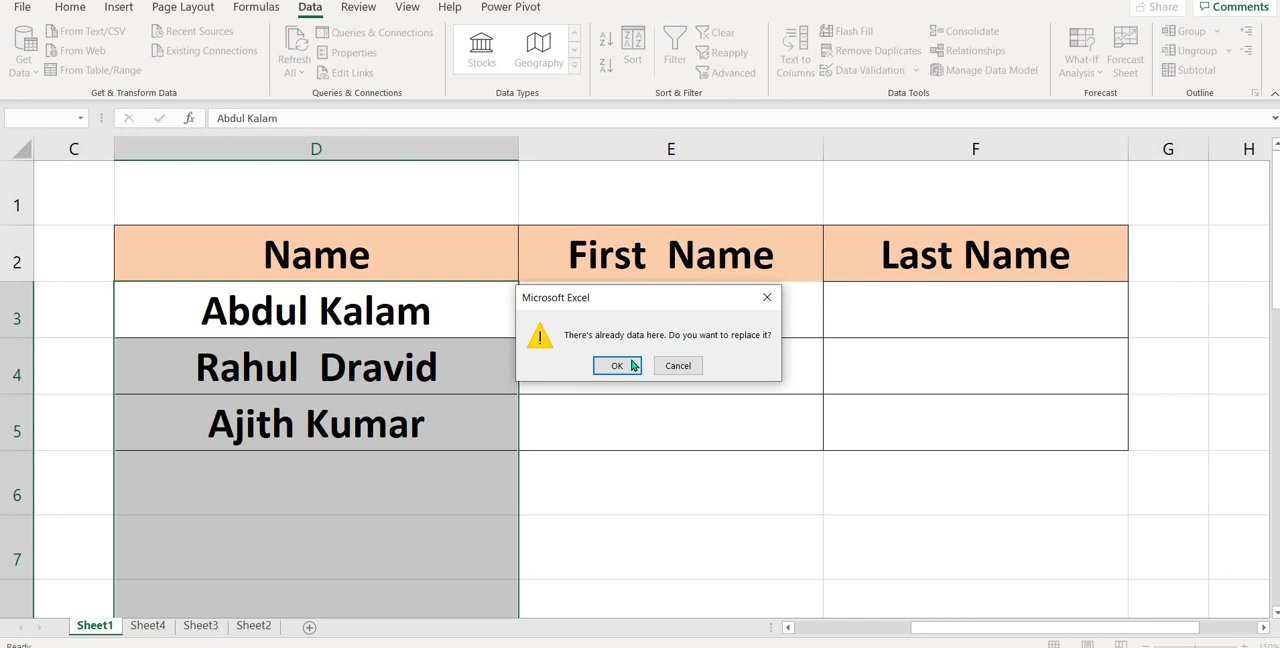 File Home Insert Page Layout Formulas Data Review View Help Power Pivot Share Comments
From Text/CSV Recent Sources Queries & Connections Clear Flash Fill Consolidate Group
From Web Existing Connections Properties Reapply Remove Duplicates Relationships Ungroup
From Table/Range Edit Links Advanced Data Validation Manage Data Model Subtotal
Get Data Refresh All Stocks Geography Sort Filter Text to Columns What-If Analysis Forecast Sheet
Get & Transform Data Queries & Connections Data Types Sort & Filter Data Tools Forecast Outline
fx Abdul Kalam
C D E F G H
1
2 Name First  Name Last Name
3 Abdul Kalam
4 Rahul  Dravid
5 Ajith Kumar
6
7
Microsoft Excel
There's already data here. Do you want to replace it?
OK Cancel
Sheet1 Sheet4 Sheet3 Sheet2